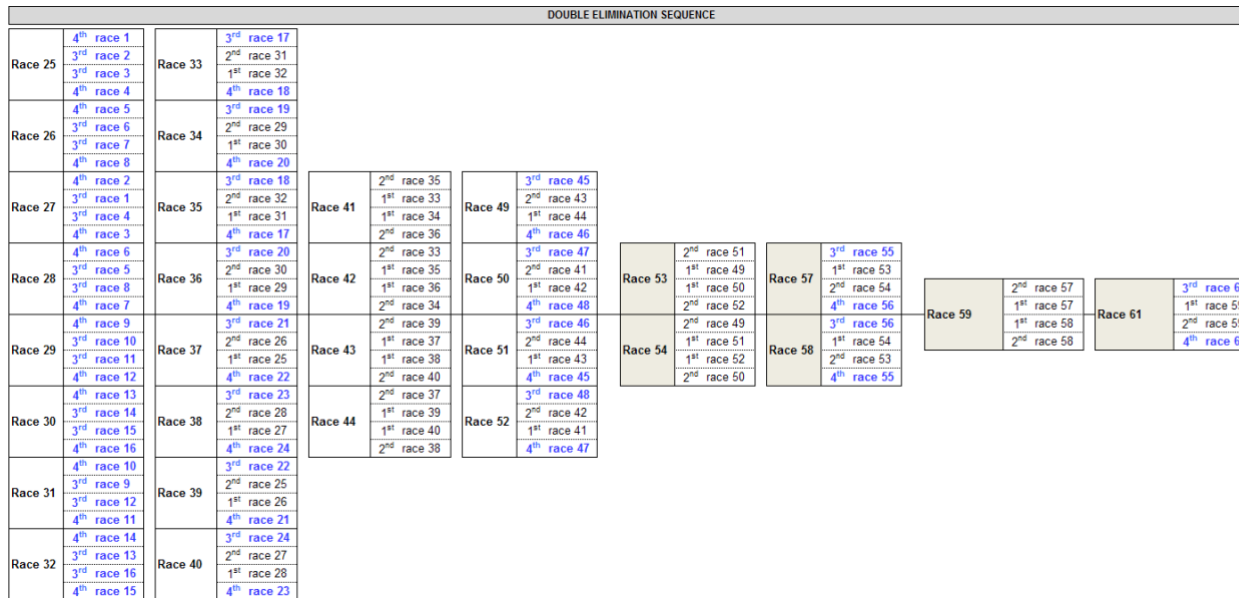 DOUBLE ELIMINATION SEQUENCE
Race 25
4th race 1
3rd race 2
3rd race 3
4th race 4
Race 26
4th race 5
3rd race 6
3rd race 7
4th race 8
Race 27
4th race 2
3rd race 1
3rd race 4
4th race 3
Race 28
4th race 6
3rd race 5
3rd race 8
4th race 7
Race 29
4th race 9
3rd race 10
3rd race 11
4th race 12
Race 30
4th race 13
3rd race 14
3rd race 15
4th race 16
Race 31
4th race 10
3rd race 9
3rd race 12
4th race 11
Race 32
4th race 14
3rd race 13
3rd race 16
4th race 15
Race 33
3rd race 17
2nd race 31
1st race 32
4th race 18
Race 34
3rd race 19
2nd race 29
1st race 30
4th race 20
Race 35
3rd race 18
2nd race 32
1st race 31
4th race 17
Race 36
3rd race 20
2nd race 30
1st race 29
4th race 19
Race 37
3rd race 21
2nd race 26
1st race 25
4th race 22
Race 38
3rd race 23
2nd race 28
1st race 27
4th race 24
Race 39
3rd race 22
2nd race 25
1st race 26
4th race 21
Race 40
3rd race 24
2nd race 27
1st race 28
4th race 23
Race 41
2nd race 35
1st race 33
1st race 34
2nd race 36
Race 42
2nd race 33
1st race 35
1st race 36
2nd race 34
Race 43
2nd race 39
1st race 37
1st race 38
2nd race 40
Race 44
2nd race 37
1st race 39
1st race 40
2nd race 38
Race 49
3rd race 45
2nd race 43
1st race 44
4th race 46
Race 50
3rd race 47
2nd race 41
1st race 42
4th race 48
Race 51
3rd race 46
2nd race 44
1st race 43
4th race 45
Race 52
3rd race 48
2nd race 42
1st race 41
4th race 47
Race 53
2nd race 51
1st race 49
1st race 50
2nd race 52
Race 54
2nd race 49
1st race 51
1st race 52
2nd race 50
Race 57
3rd race 55
1st race 53
2nd race 54
4th race 56
Race 58
3rd race 56
1st race 54
2nd race 53
4th race 55
Race 59
2nd race 57
1st race 57
1st race 58
2nd race 58
Race 61
3rd race
1st race
2nd race
4th race